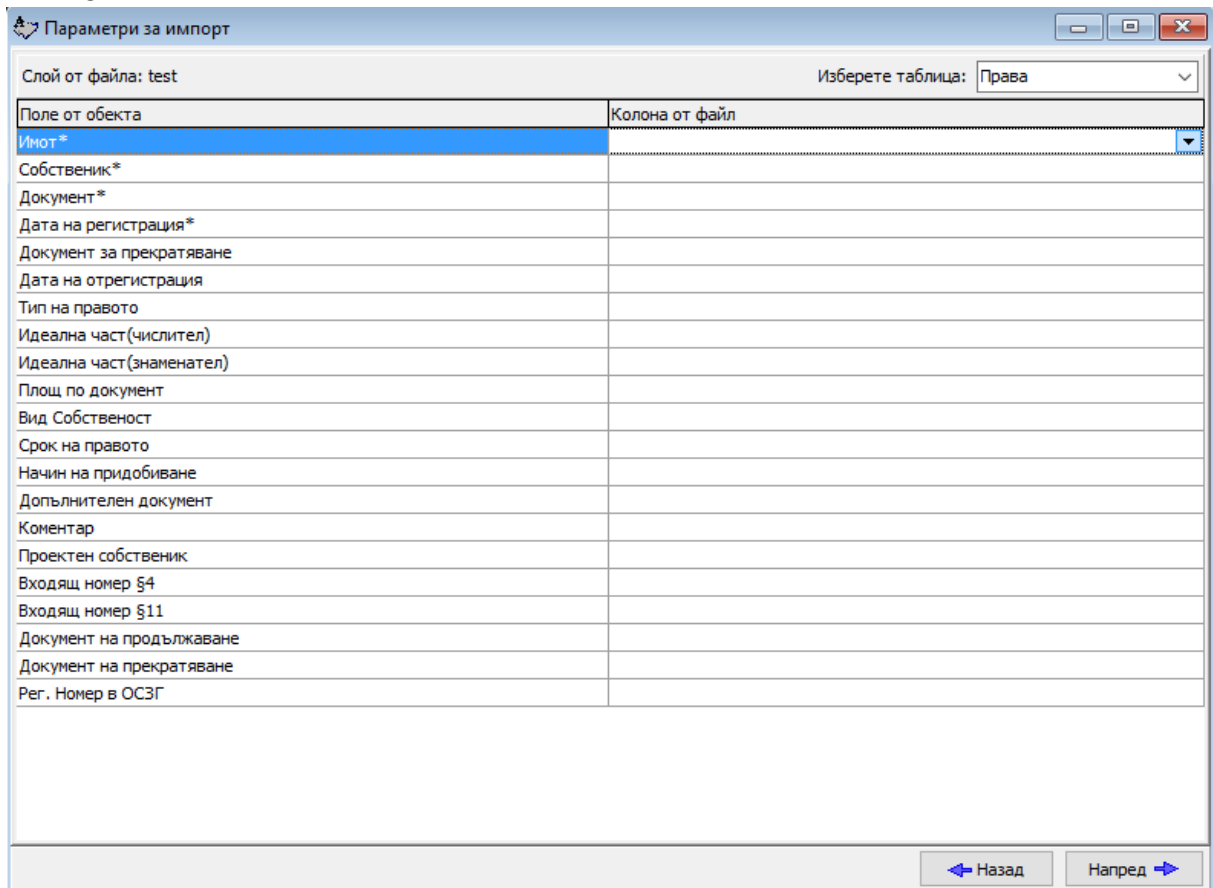 Параметри за импорт
Слой от файла: test Изберете таблица: Права
Поле от обекта Колона от файл
Имот*
Собственик*
Документ*
Дата на регистрация*
Документ за прекратяване
Дата на отрегистрация
Тип на правото
Идеална част(числител)
Идеална част(знаменател)
Площ по документ
Вид Собственост
Срок на правото
Начин на придобиване
Допълнителен документ
Коментар
Проектен собственик
Входящ номер §4
Входящ номер §11
Документ на продължаване
Документ на прекратяване
Рег. Номер в ОСЗГ
Назад Напред